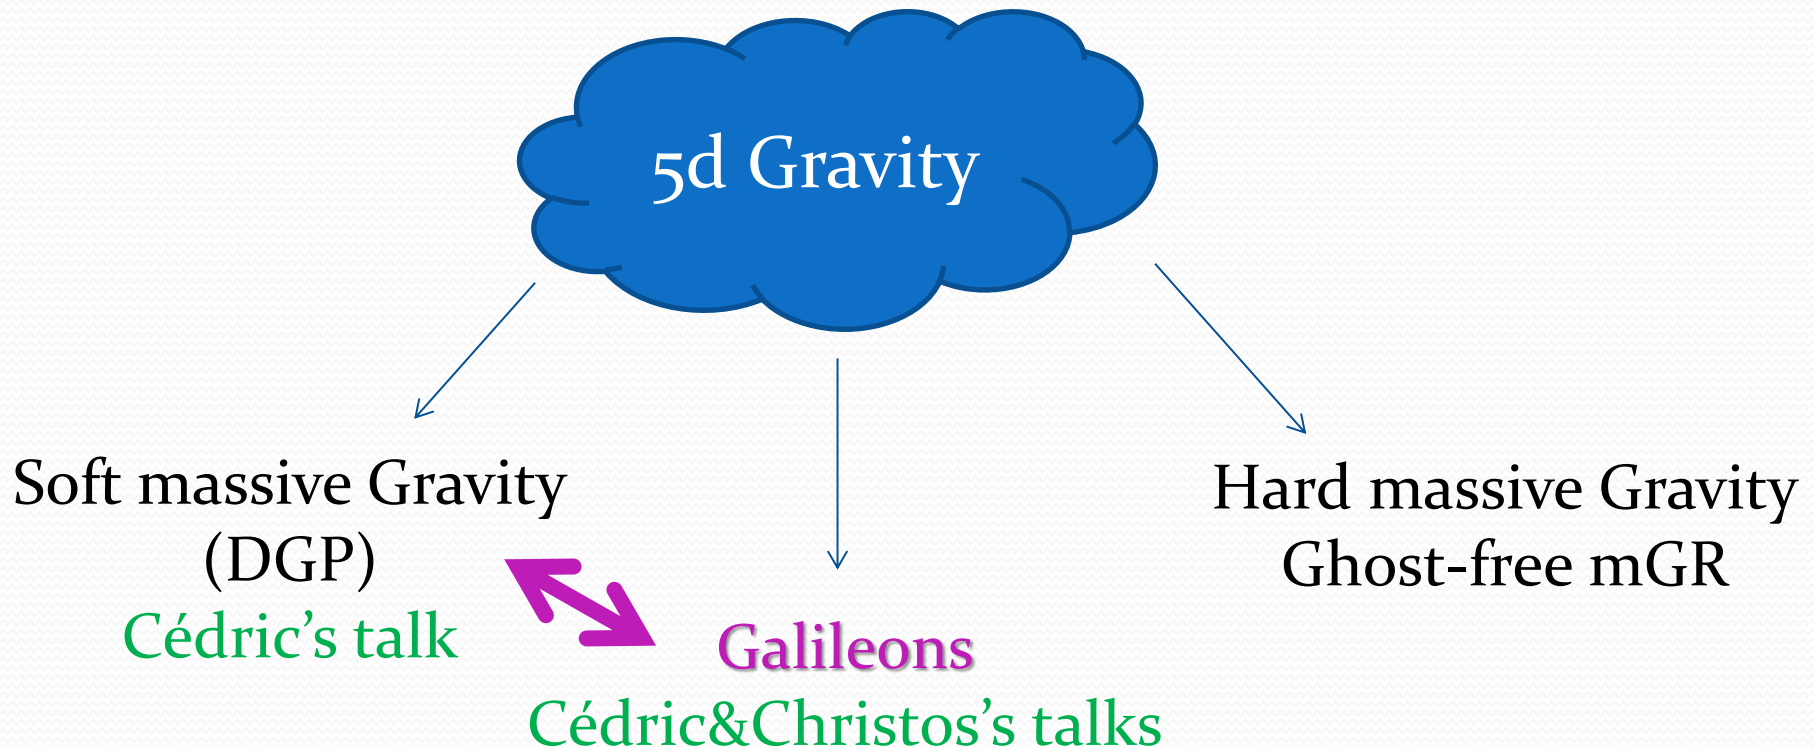 5d Gravity
Soft massive Gravity
(DGP)
Cédric’s talk
Galileons
Cédric&Christos’s talks
Hard massive Gravity
Ghost-free mGR